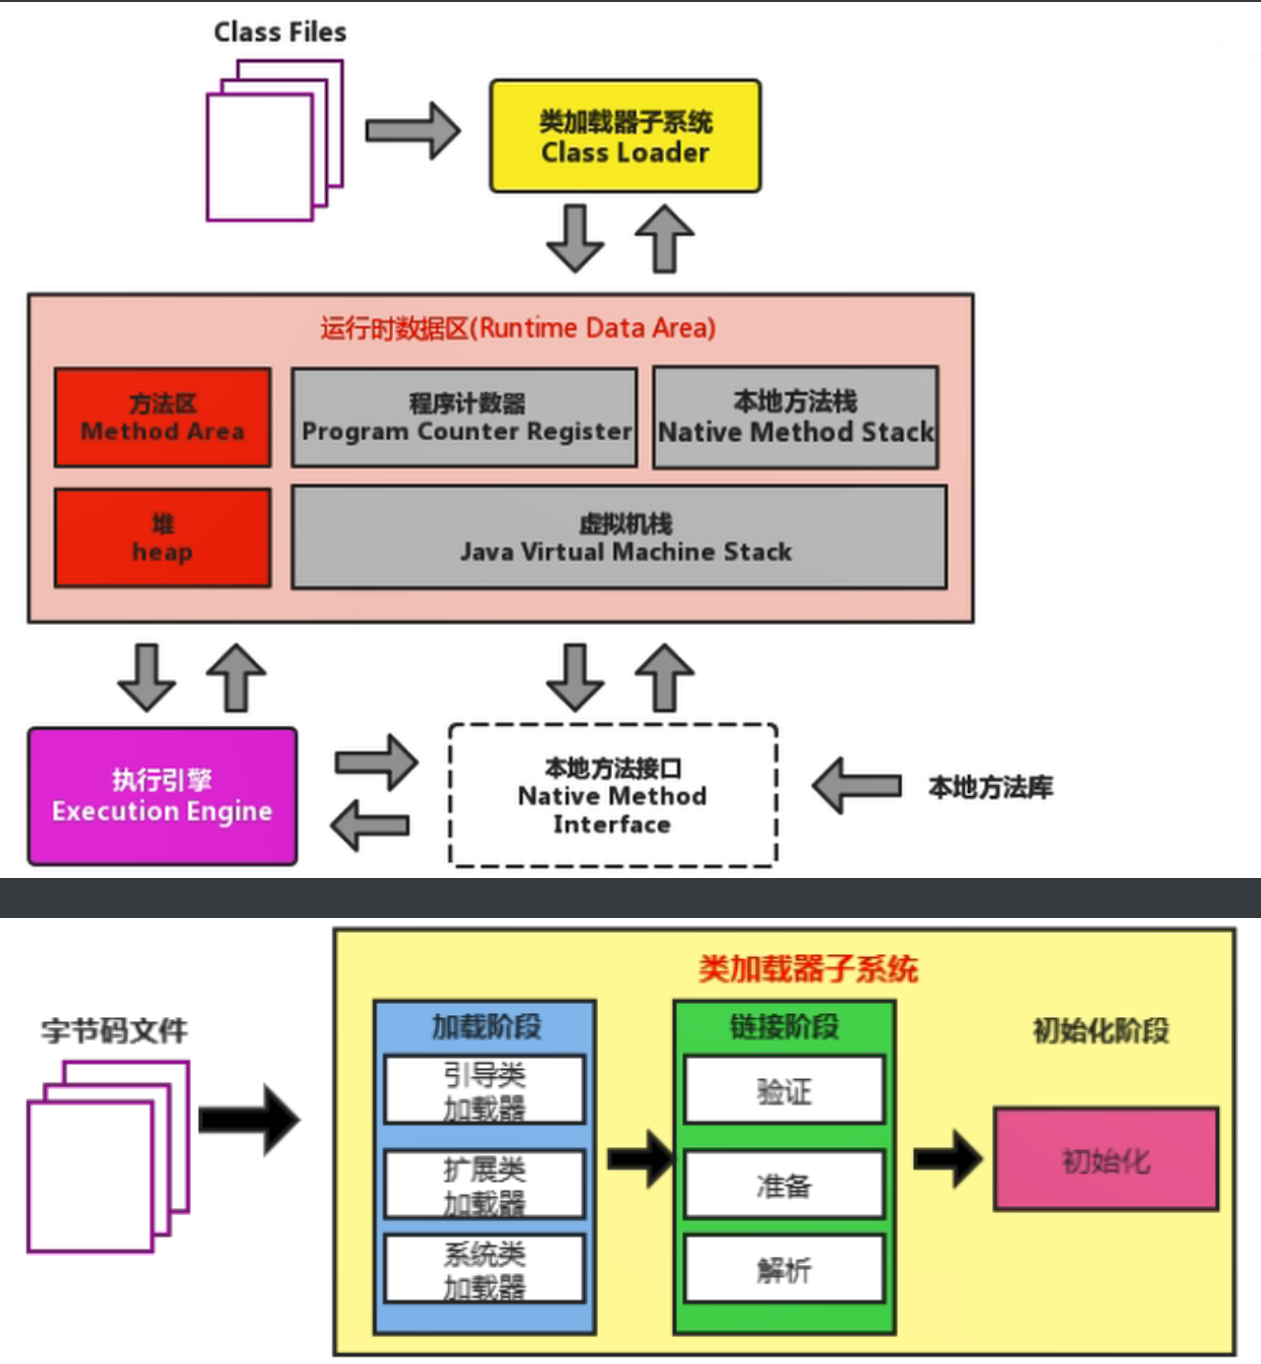 Class Files
类加载器子系统
Class Loader
运行时数据区(Runtime Data Area)
方法区
Method Area
程序计数器
Program Counter Register
本地方法栈
Native Method Stack
堆
heap
虚拟机栈
Java Virtual Machine Stack
执行引擎
Execution Engine
本地方法接口
Native Method
Interface
本地方法库
字节码文件
类加载器子系统
加载阶段
引导类
加载器
扩展类
加载器
系统类
加载器
链接阶段
验证
准备
解析
初始化阶段
初始化